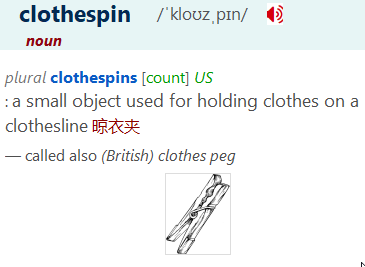 clothespin /ˈkloʊzˌpɪn/
noun
plural clothespins [count] US
: a small object used for holding clothes on a
clothesline 晾衣夹
— called also (British) clothes peg